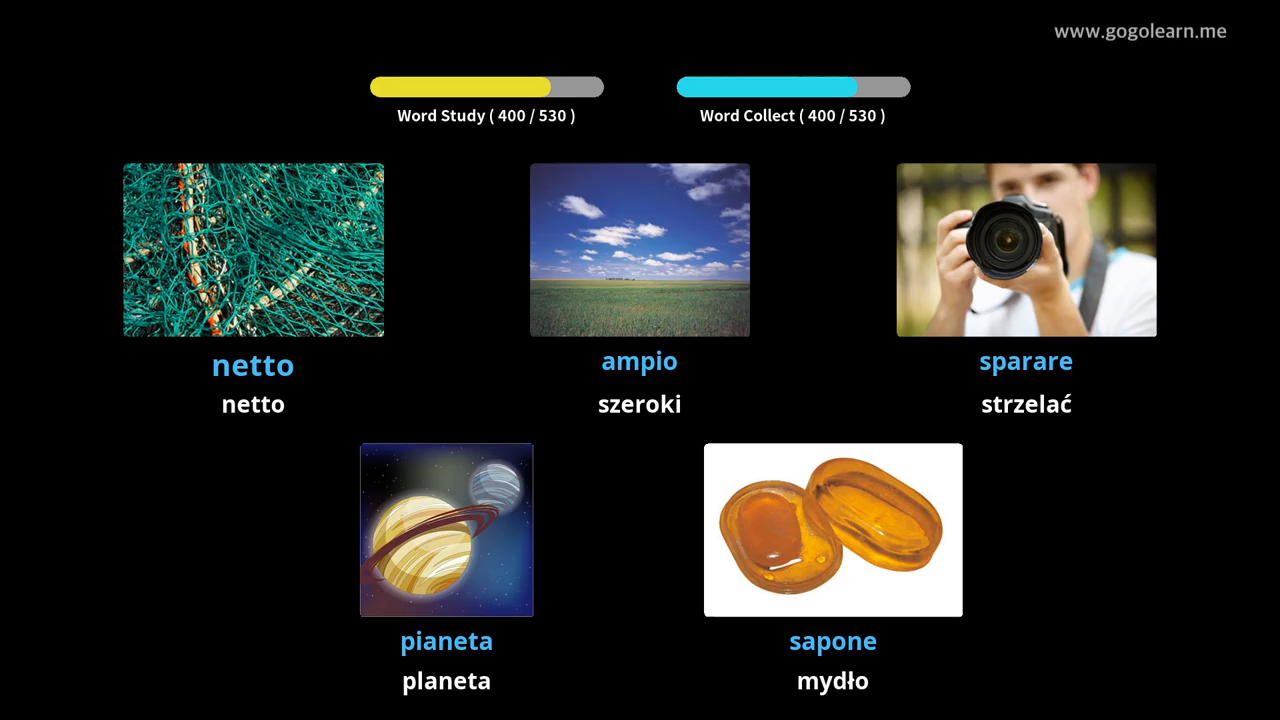 www.gogolearn.me
Word Study ( 400 / 530 )
Word Collect ( 400 / 530 )
netto
netto
ampio
szeroki
sparare
strzelać
pianeta
planeta
sapone
mydło